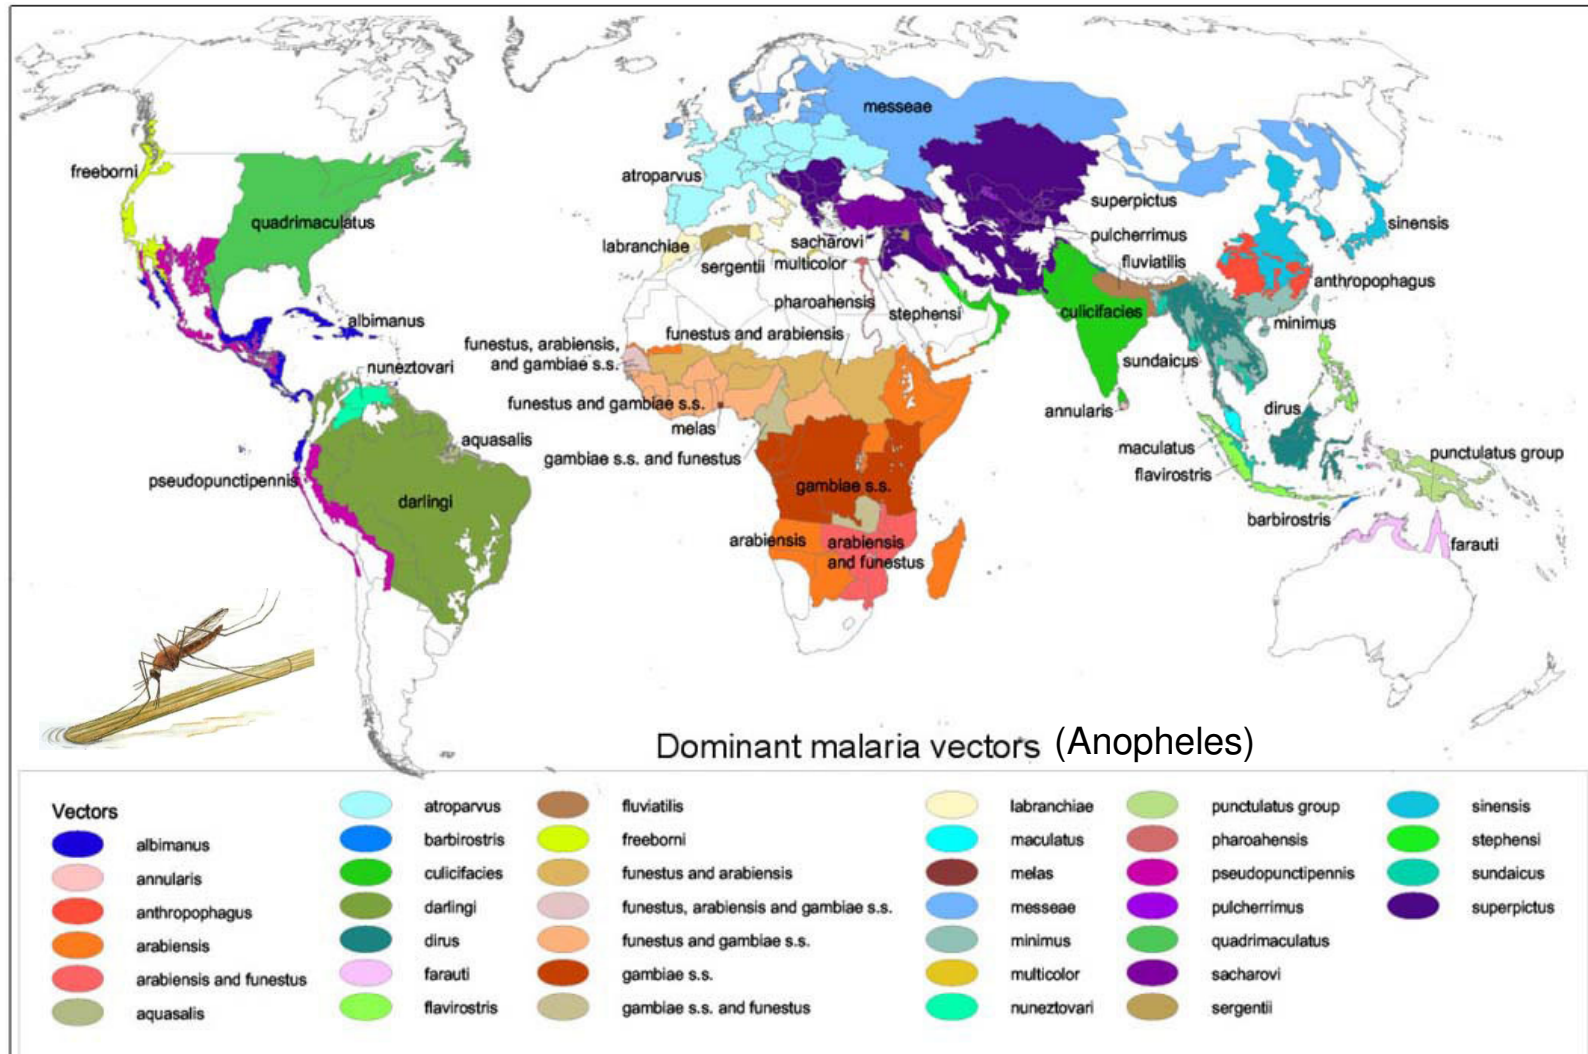 messeae
freeborni
atroparvus
quadrimaculatus
superpictus
sinensis
labranchiae
sacharovi
pulcherrimus
sergentii
multicolor
fluviatilis
anthropophagus
pharoahensis
stephensi
culicifacies
albimanus
funestus and arabiensis
minimus
funestus, arabiensis,
and gambiae s.s.
nuneztovari
sundaicus
funestus and gambiae s.s.
annularis
dirus
melas
aquasalis
gambiae s.s. and funestus
maculatus
punctulatus group
flavirostris
pseudopunctipennis
darlingi
gambiae s.s.
barbirostris
arabiensis
arabiensis
and funestus
farauti
Dominant malaria vectors (Anopheles)
Vectors
albimanus
annularis
anthropophagus
arabiensis
arabiensis and funestus
aquasalis
atroparvus
barbirostris
culicifacies
darlingi
dirus
farauti
flavirostris
fluviatilis
freeborni
funestus and arabiensis
funestus, arabiensis and gambiae s.s.
funestus and gambiae s.s.
gambiae s.s.
gambiae s.s. and funestus
labranchiae
maculatus
melas
messeae
minimus
multicolor
nuneztovari
punctulatus group
pharoahensis
pseudopunctipennis
pulcherrimus
quadrimaculatus
sacharovi
sergentii
sinensis
stephensi
sundaicus
superpictus